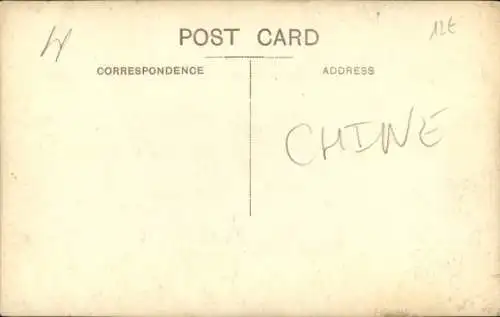 POST CARD
12€
CORRESPONDENCE
ADDRESS
CHINE